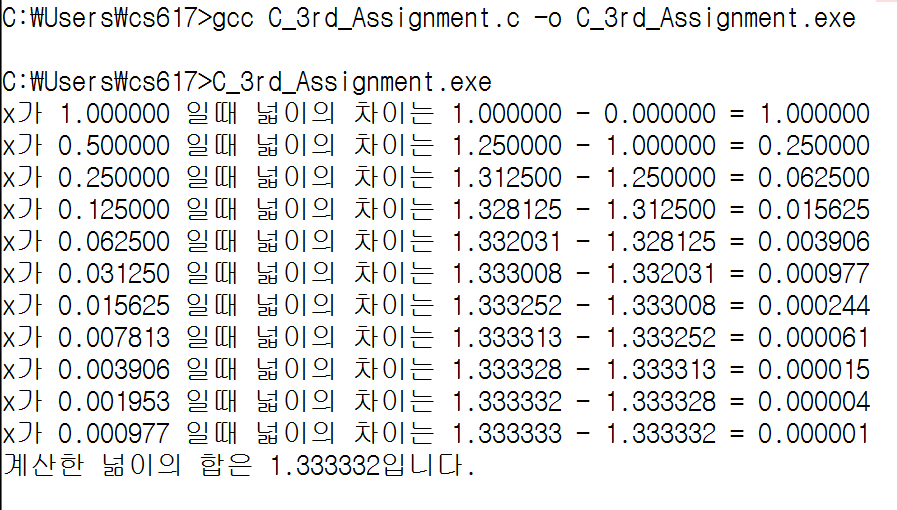 C:₩Users₩cs617>gcc C_3rd_Assignment.c -o C_3rd_Assignment.exe
C:₩Users₩cs617>C_3rd_Assignment.exe
x가 1.000000 일때 넓이의 차이는 1.000000 - 0.000000 = 1.000000
x가 0.500000 일때 넓이의 차이는 1.250000 - 1.000000 = 0.250000
x가 0.250000 일때 넓이의 차이는 1.312500 - 1.250000 = 0.062500
x가 0.125000 일때 넓이의 차이는 1.328125 - 1.312500 = 0.015625
x가 0.062500 일때 넓이의 차이는 1.332031 - 1.328125 = 0.003906
x가 0.031250 일때 넓이의 차이는 1.333008 - 1.332031 = 0.000977
x가 0.015625 일때 넓이의 차이는 1.333252 - 1.333008 = 0.000244
x가 0.007813 일때 넓이의 차이는 1.333313 - 1.333252 = 0.000061
x가 0.003906 일때 넓이의 차이는 1.333328 - 1.333313 = 0.000015
x가 0.001953 일때 넓이의 차이는 1.333332 - 1.333328 = 0.000004
x가 0.000977 일때 넓이의 차이는 1.333333 - 1.333332 = 0.000001
계산한 넒이의 합은 1.333332입니다.